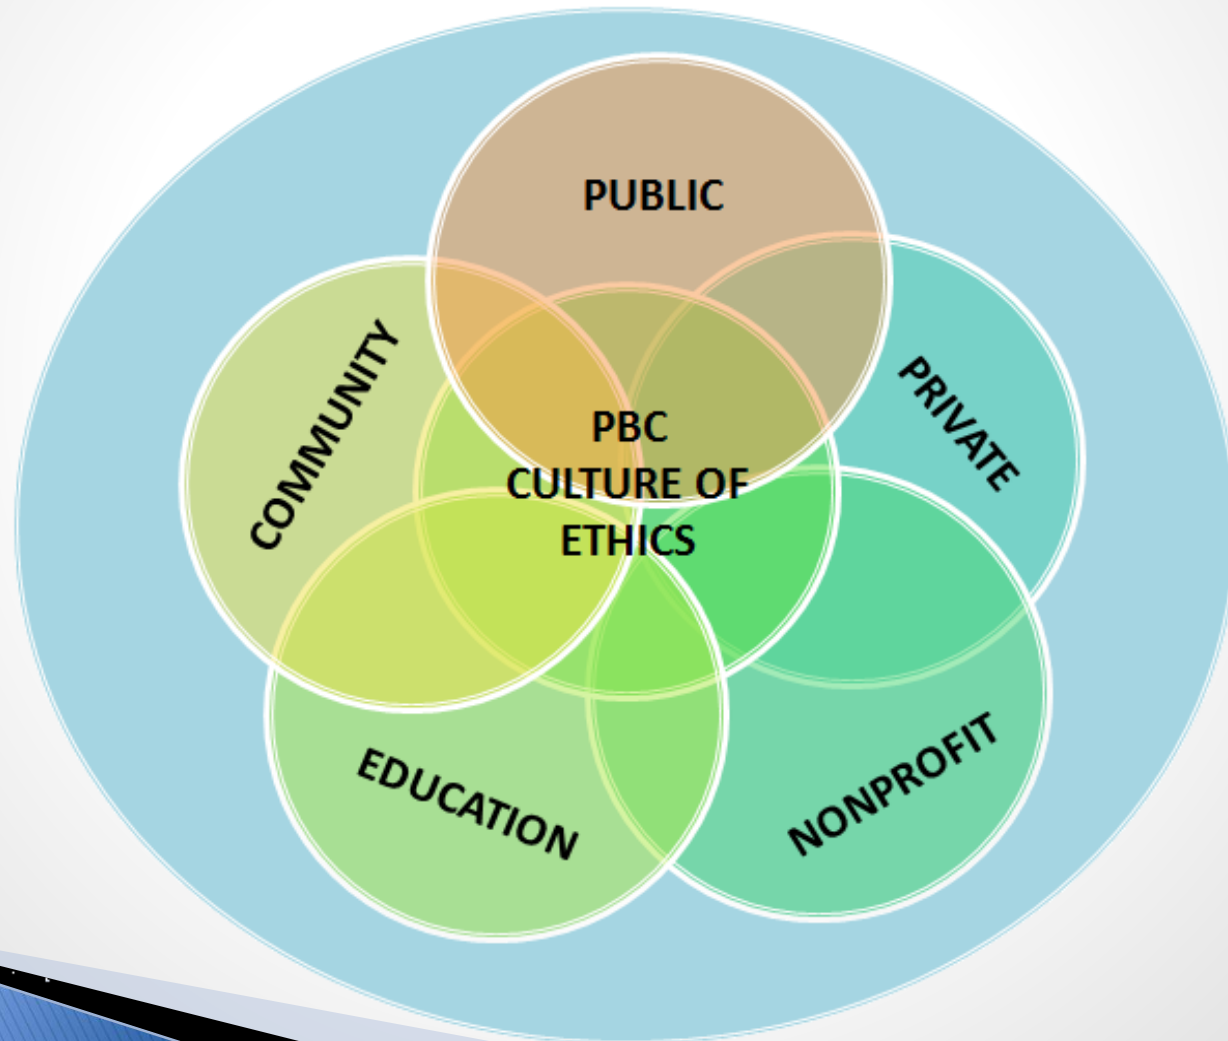 PUBLIC
COMMUNITY
PRIVATE
PBC
CULTURE OF
ETHICS
EDUCATION
NONPROFIT